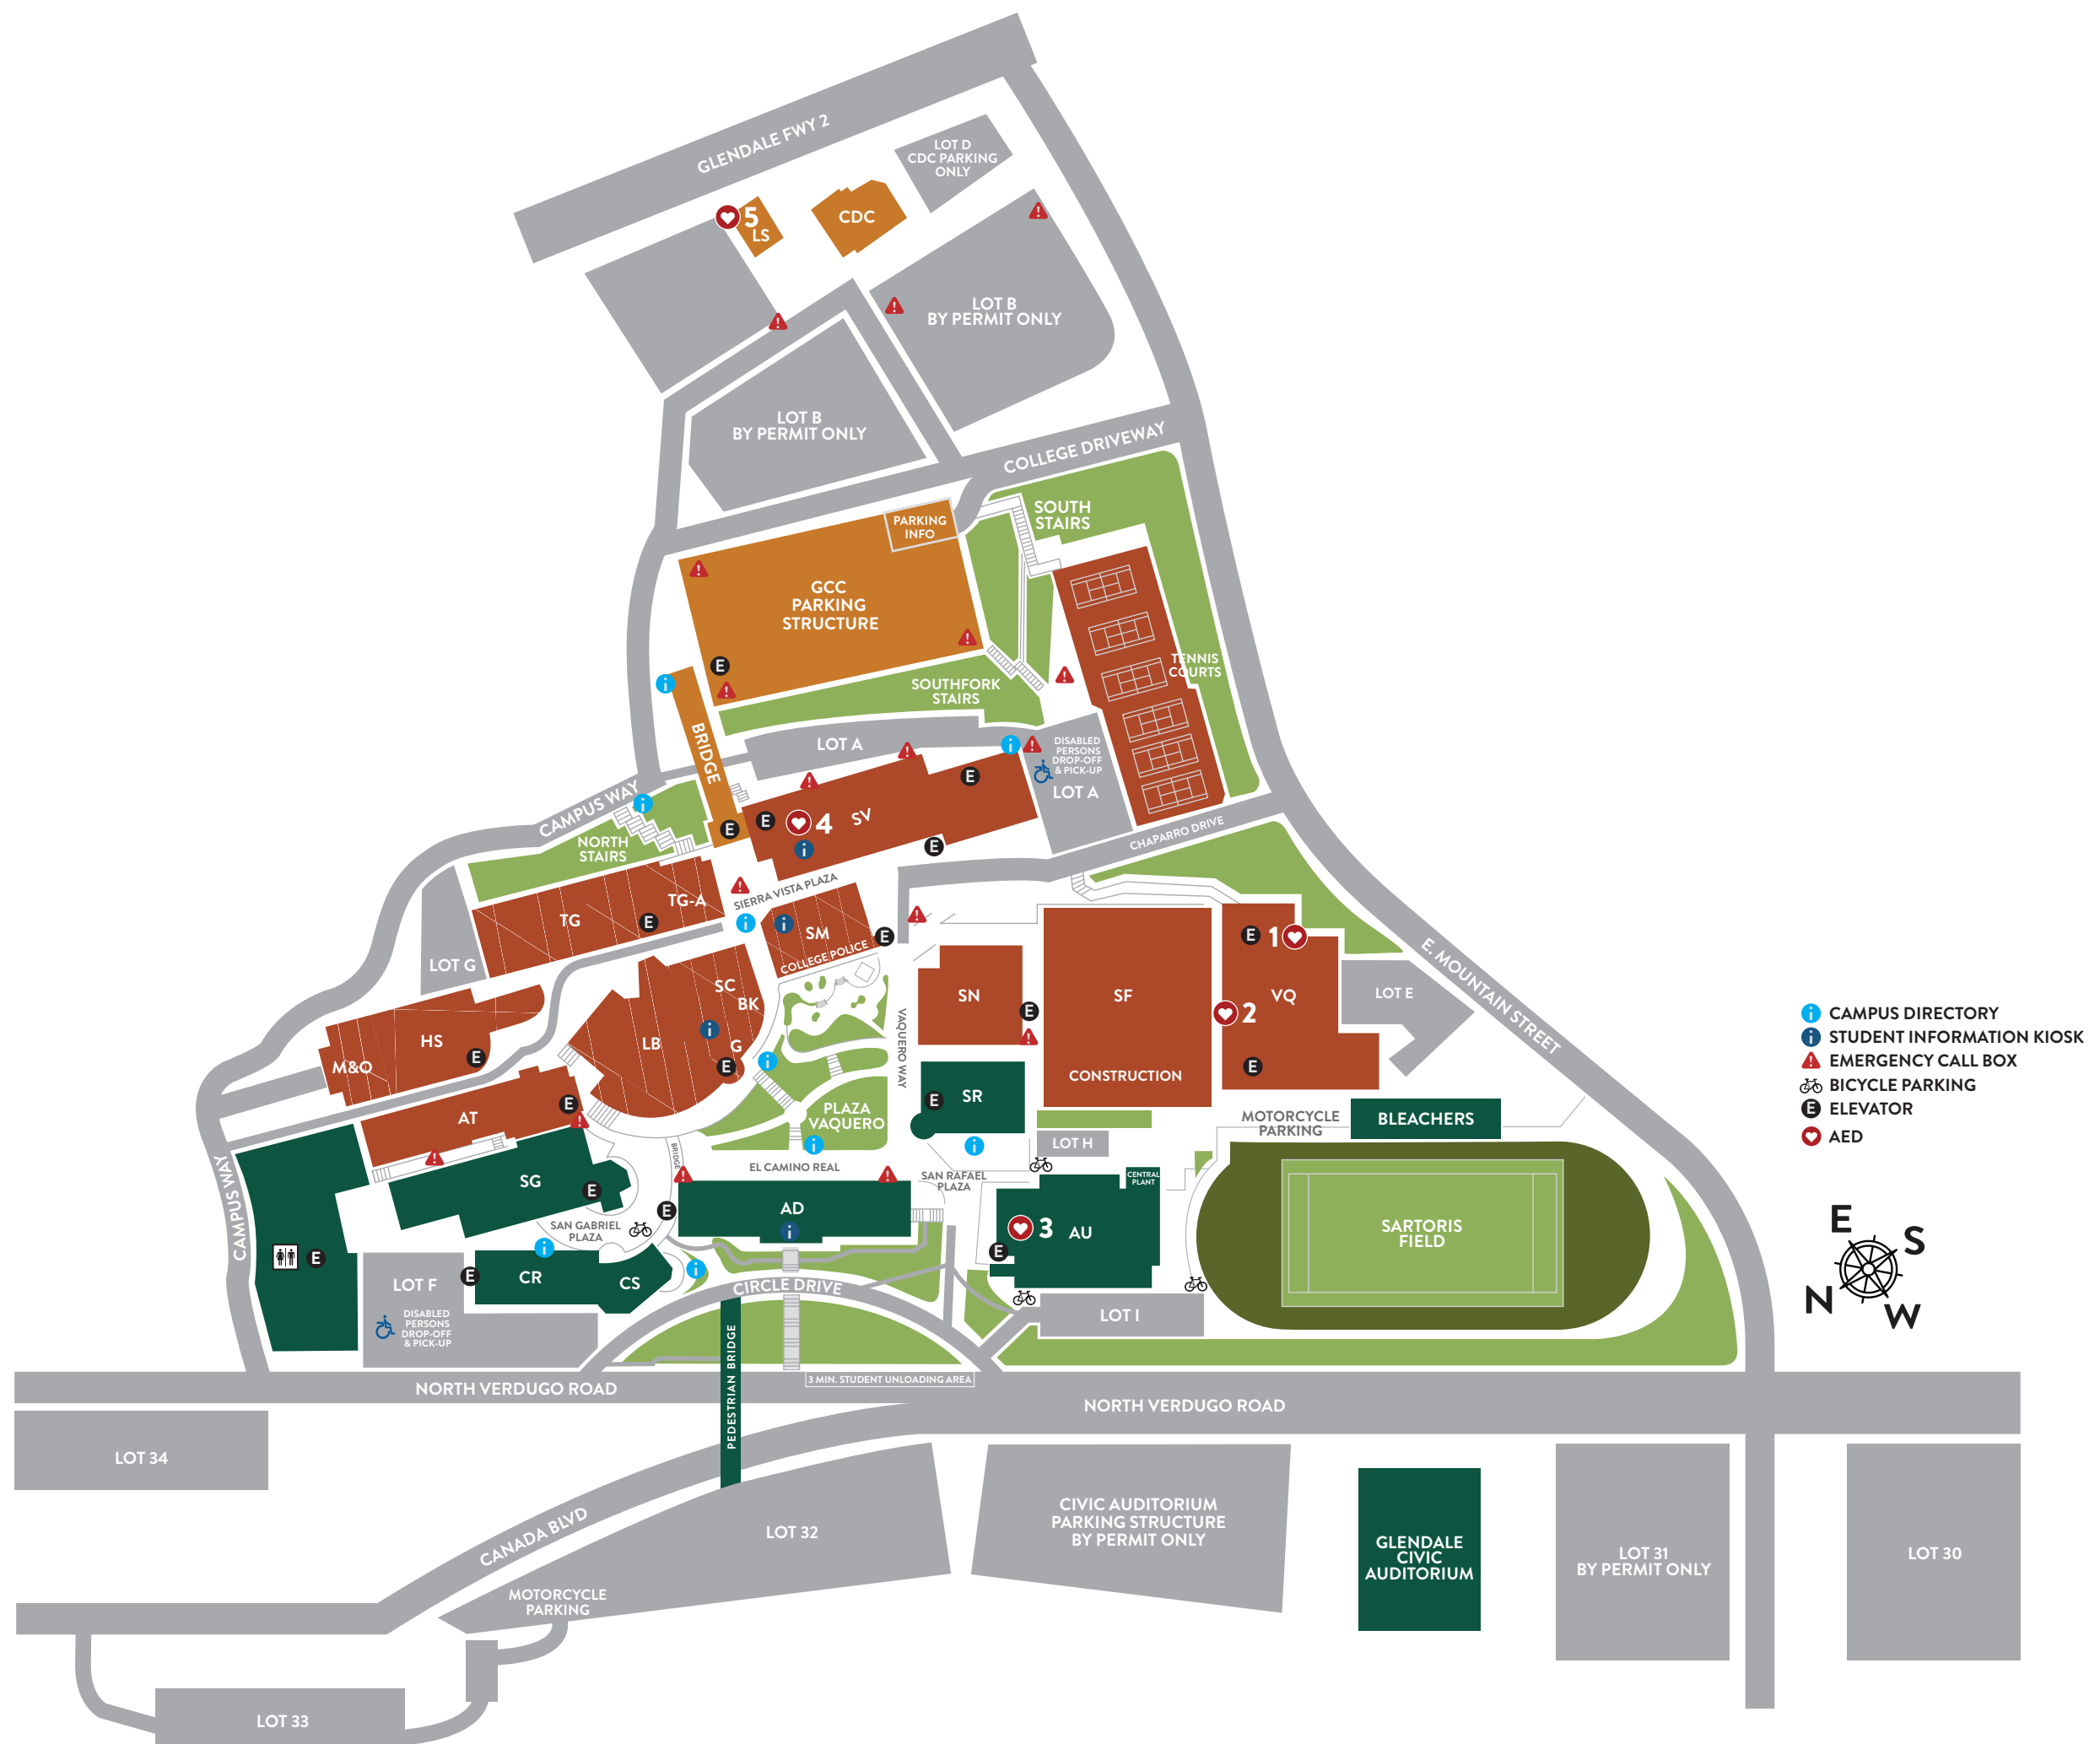 GLENDALE FWY 2
LOT D
CDC PARKING
ONLY
5
LS
CDC
LOT B
BY PERMIT ONLY
LOT B
BY PERMIT ONLY
COLLEGE DRIVEWAY
PARKING
INFO
SOUTH
STAIRS
GCC
PARKING
STRUCTURE
E
TENNIS
COURTS
SOUTHFORK
STAIRS
BRIDGE
LOT A
DISABLED
PERSONS
DROP-OFF
& PICK-UP
LOT A
E
CAMPUS WAY
E
E
4
SV
E
CHAPARRO DRIVE
NORTH
STAIRS
SIERRA VISTA PLAZA
TG-A
TG
E
SM
COLLEGE POLICE
E
E
1
LOT G
E. MOUNTAIN STREET
SC
BK
SN
SF
VQ
LOT E
E
2
VAQUERO WAY
HS
M&O
E
LB
G
E
CONSTRUCTION
E
CAMPUS DIRECTORY
STUDENT INFORMATION KIOSK
EMERGENCY CALL BOX
BICYCLE PARKING
E ELEVATOR
AED
AT
E
PLAZA
VAQUERO
E
SR
MOTORCYCLE
PARKING
BLEACHERS
LOT H
BRIDGE
EL CAMINO REAL
SAN RAFAEL
PLAZA
CENTRAL
PLANT
CAMPUS WAY
SG
E
SAN GABRIEL
PLAZA
E
AD
3
AU
E
SARTORIS
FIELD
E
S
N
W
E
LOT F
DISABLED
PERSONS
DROP-OFF
& PICK-UP
E
CR
CS
CIRCLE DRIVE
LOT I
PEDESTRIAN BRIDGE
3 MIN. STUDENT UNLOADING AREA
NORTH VERDUGO ROAD
NORTH VERDUGO ROAD
LOT 34
CANADA BLVD
LOT 32
CIVIC AUDITORIUM
PARKING STRUCTURE
BY PERMIT ONLY
GLENDALE
CIVIC
AUDITORIUM
LOT 31
BY PERMIT ONLY
LOT 30
MOTORCYCLE
PARKING
LOT 33